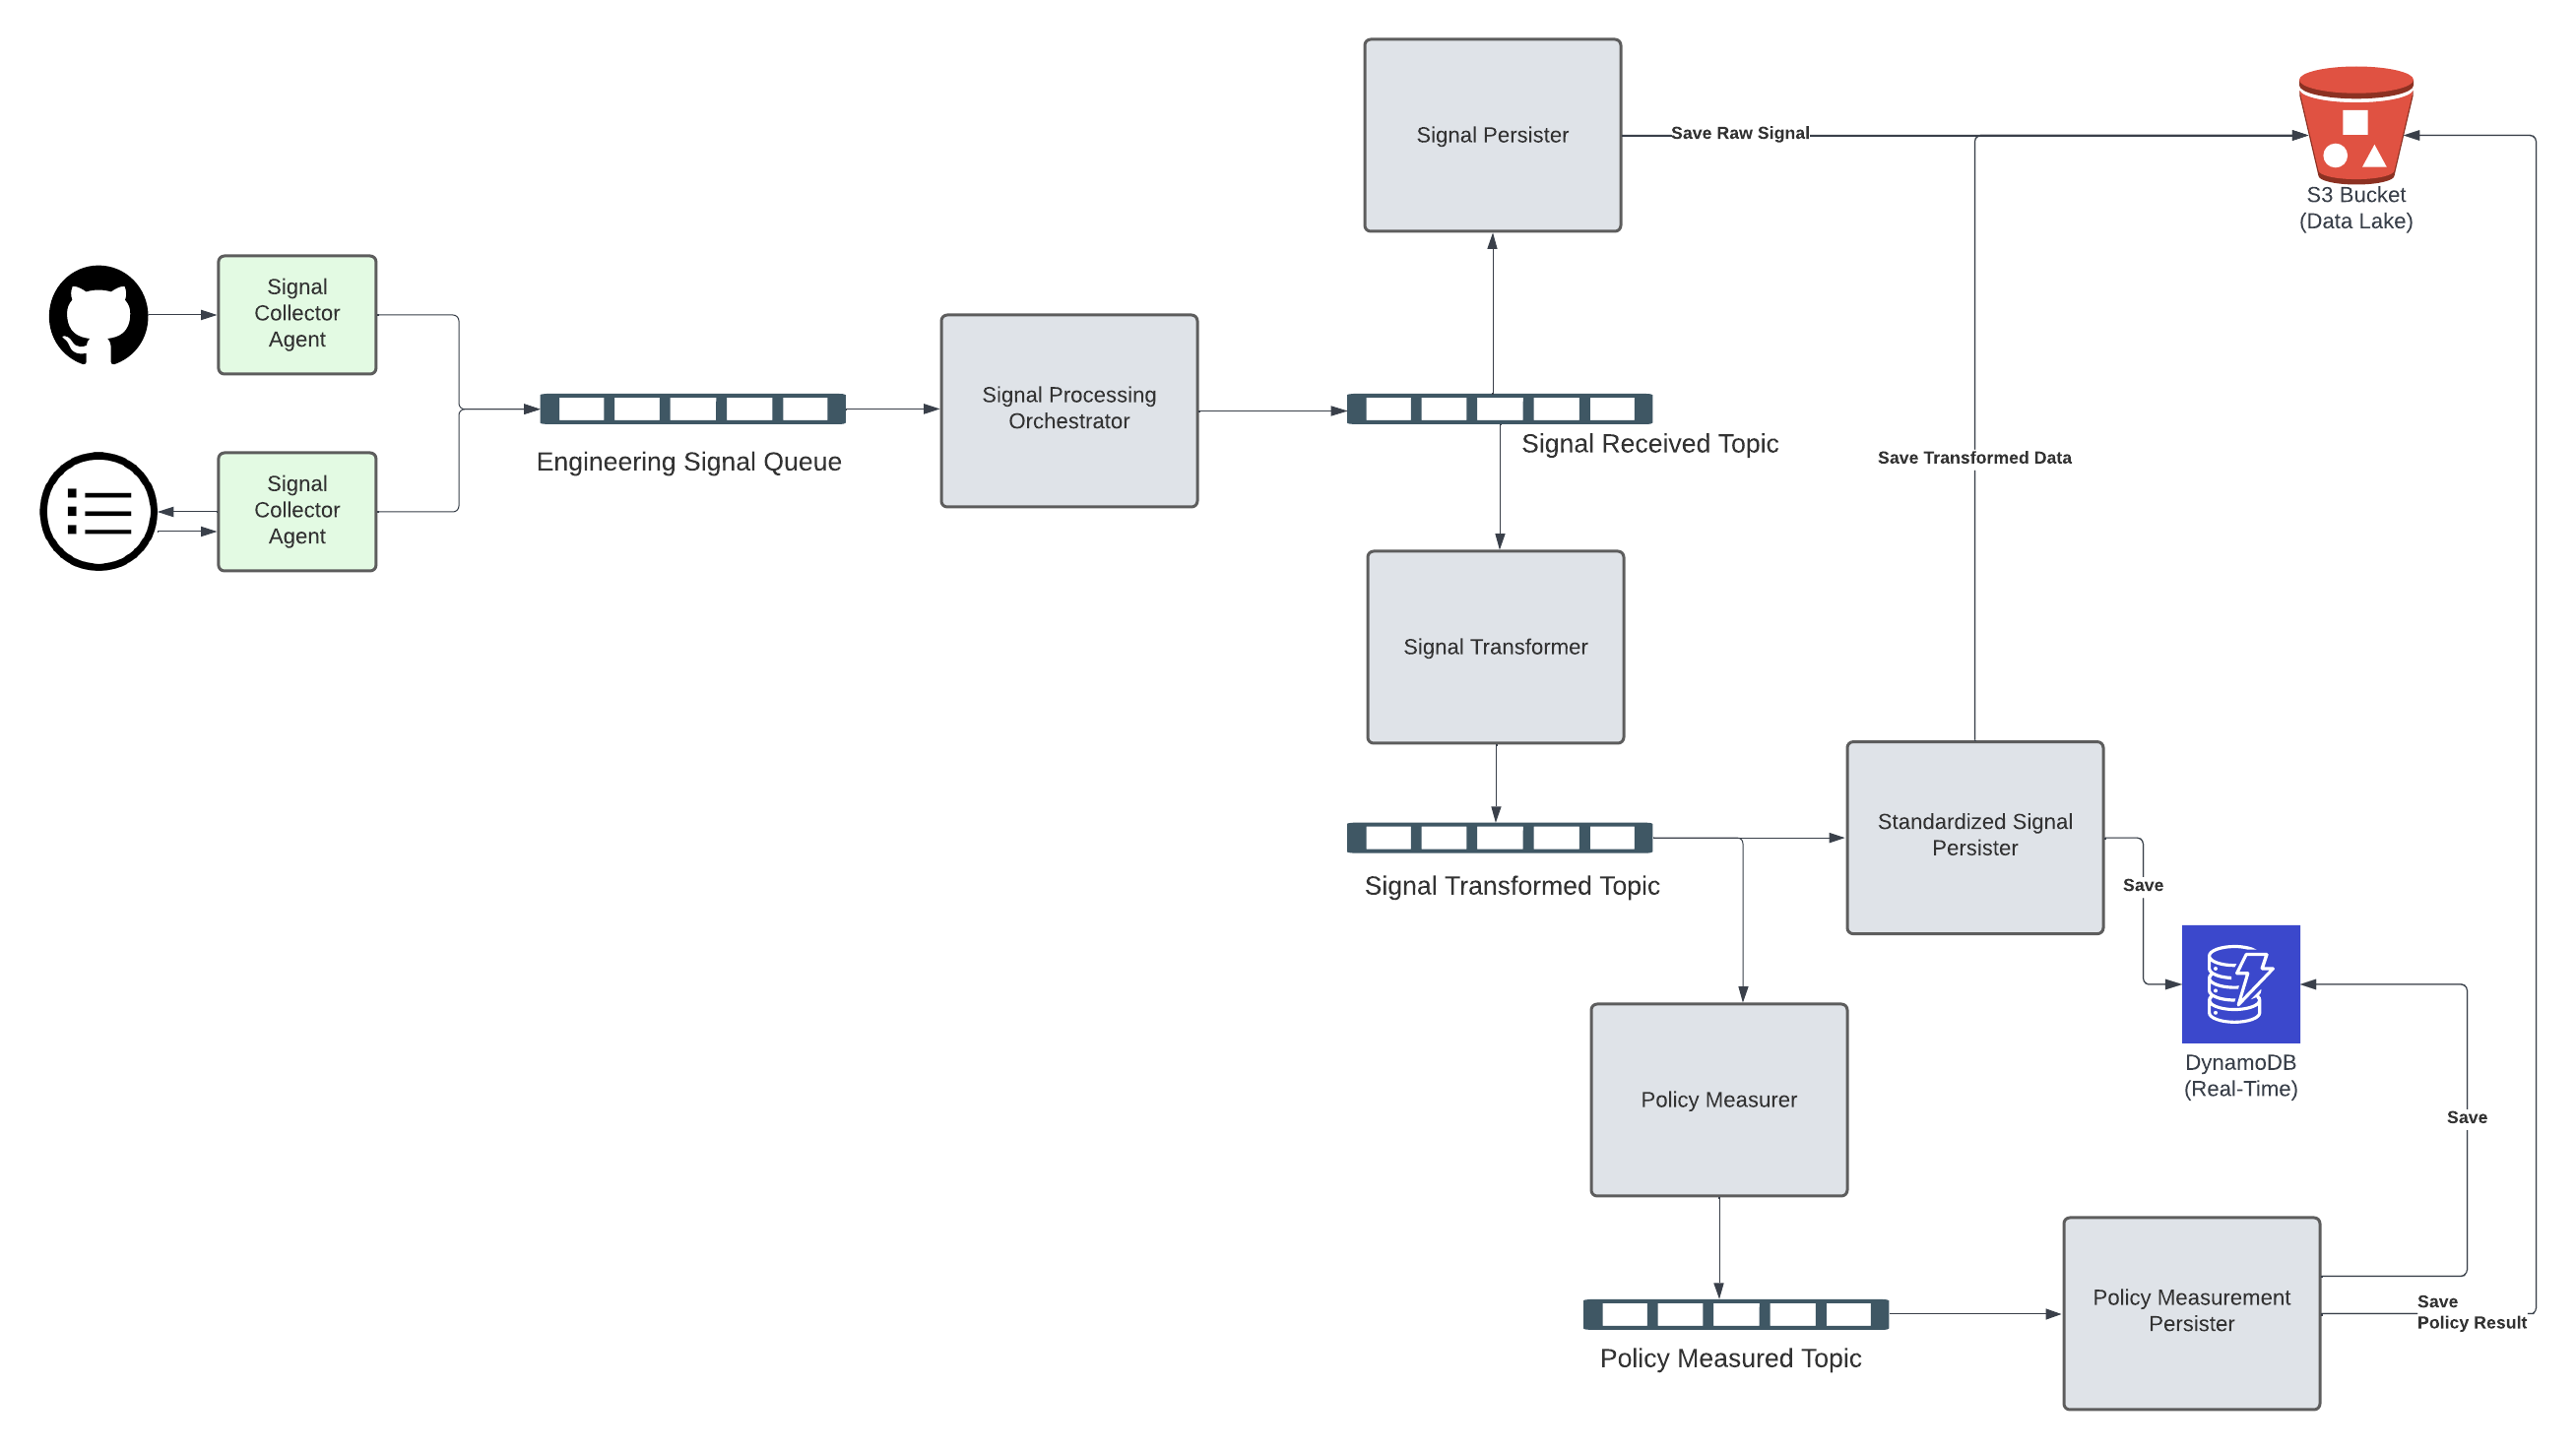 Signal Persister
Save Raw Signal
S3 Bucket
(Data Lake)
Signal
Collector
Agent
Signal Processing
Orchestrator
Engineering Signal Queue
Signal Received Topic
Save Transformed Data
Signal
Collector
Agent
Signal Transformer
Signal Transformed Topic
Standardized Signal
Persister
Save
DynamoDB
(Real-Time)
Policy Measurer
Save
Policy Measured Topic
Policy Measurement
Persister
Save
Policy Result